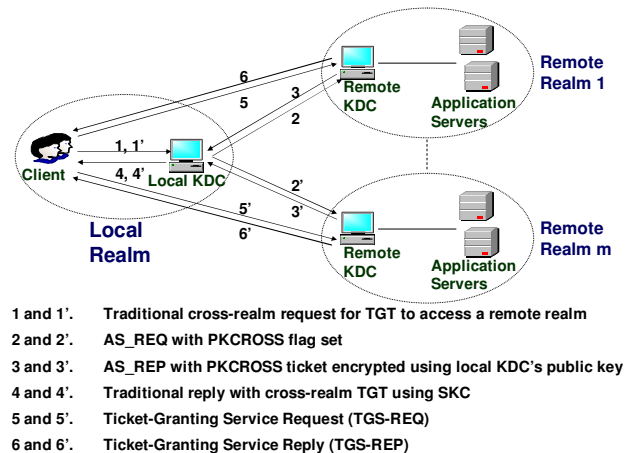 6
5
3
2
Remote
KDC
Application
Servers
Remote
Realm 1
1, 1’
4, 4’
Client
Local KDC
Local
Realm
2’
3’
5’
6’
Remote
KDC
Application
Servers
Remote
Realm m
1 and 1’. Traditional cross-realm request for TGT to access a remote realm
2 and 2’. AS_REQ with PKCROSS flag set
3 and 3’. AS_REP with PKCROSS ticket encrypted using local KDC’s public key
4 and 4’. Traditional reply with cross-realm TGT using SKC
5 and 5’. Ticket-Granting Service Request (TGS-REQ)
6 and 6’. Ticket-Granting Service Reply (TGS-REP)